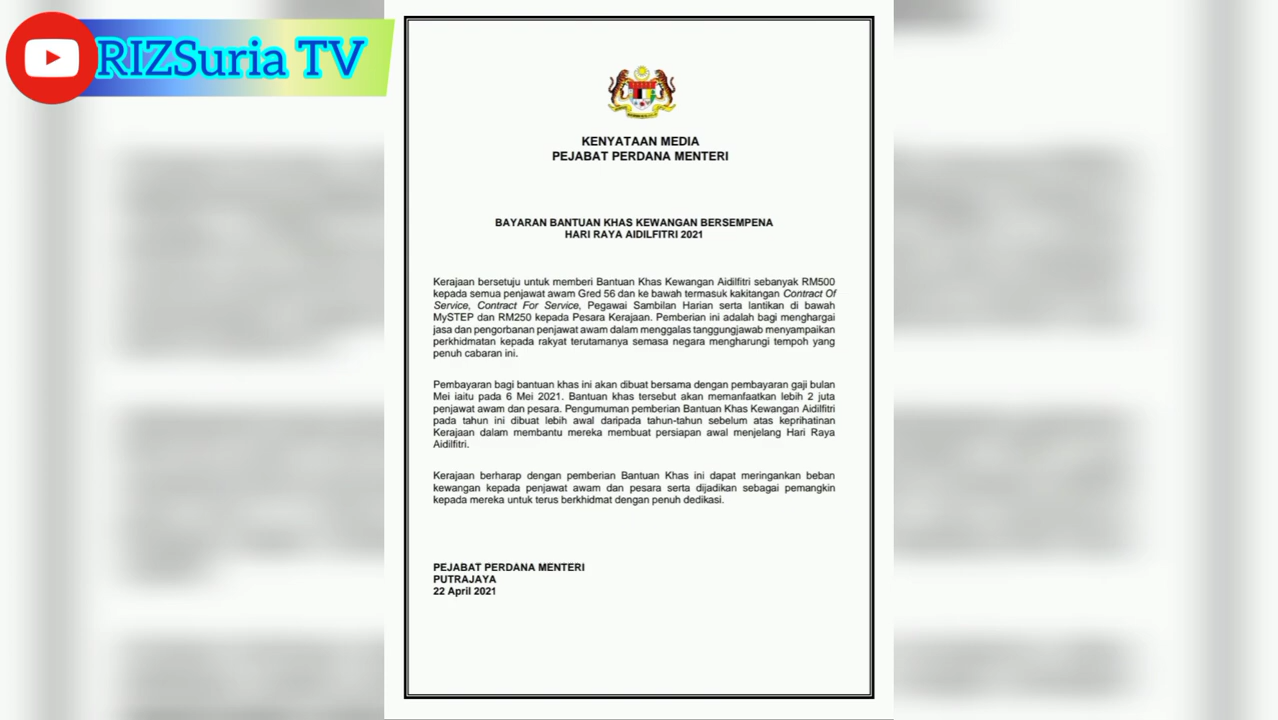 RIZSuria TV
KENYATAAN MEDIA
PEJABAT PERDANA MENTERI
BAYARAN BANTUAN KHAS KEWANGAN BERSEMPENA
HARI RAYA AIDILFITRI 2021
Kerajaan bersetuju untuk memberi Bantuan Khas Kewangan Aidilfitri sebanyak RM500
kepada semua penjawat awam Gred 56 dan ke bawah termasuk kakitangan Contract Of
Service, Contract For Service, Pegawai Sambilan Harian serta lantikan di bawah
MySTEP dan RM250 kepada Pesara Kerajaan. Pemberian ini adalah bagi menghargai
jasa dan pengorbanan penjawat awam dalam menggalas tanggungjawab menyampaikan
perkhidmatan kepada rakyat terutamanya semasa negara mengharungi tempoh yang
penuh cabaran ini.
Pembayaran bagi bantuan khas ini akan dibuat bersama dengan pembayaran gaji bulan
Mei iaitu pada 6 Mei 2021. Bantuan khas tersebut akan memanfaatkan lebih 2 juta
penjawat awam dan pesara. Pengumuman pemberian Bantuan Khas Kewangan Aidilfitri
pada tahun ini dibuat lebih awal daripada tahun-tahun sebelum atas keprihatinan
Kerajaan dalam membantu mereka membuat persiapan awal menjelang Hari Raya
Aidilfitri.
Kerajaan berharap dengan pemberian Bantuan Khas ini dapat meringankan beban
kewangan kepada penjawat awam dan pesara serta dijadikan sebagai pemangkin
kepada mereka untuk terus berkhidmat dengan penuh dedikasi.
PEJABAT PERDANA MENTERI
PUTRAJAYA
22 April 2021